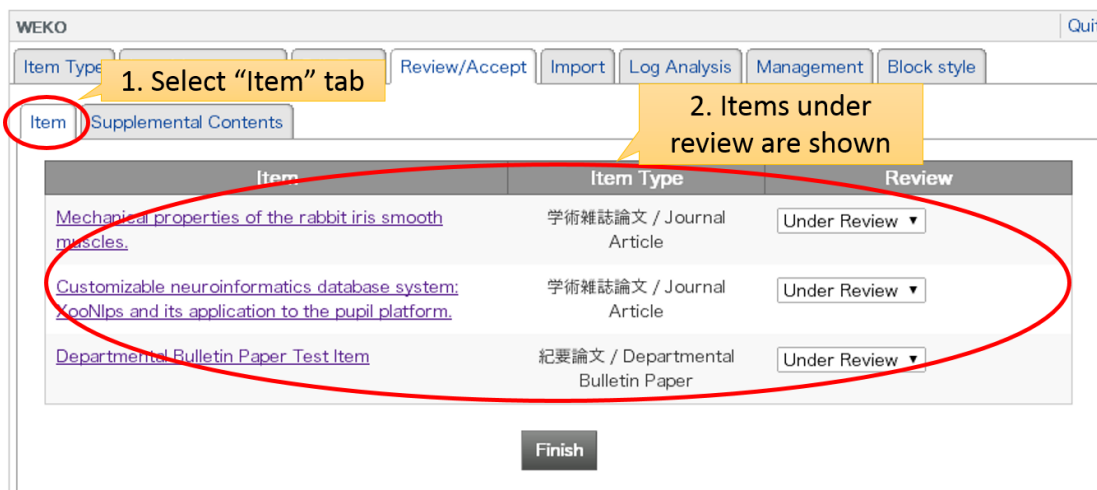 WEKO
Quit
Item Type
Review/Accept
Import
Log Analysis
Management
Block style
1. Select “Item” tab
2. Items under
review are shown
Item
Supplemental Contents
Item
Item Type
Review
Mechanical properties of the rabbit iris smooth
muscles.
学術雑誌論文 / Journal
Article
Under Review
Customizable neuroinformatics database system:
XooNIps and its application to the pupil platform.
学術雑誌論文 / Journal
Article
Under Review
Departmental Bulletin Paper Test Item
紀要論文 / Departmental
Bulletin Paper
Under Review
Finish